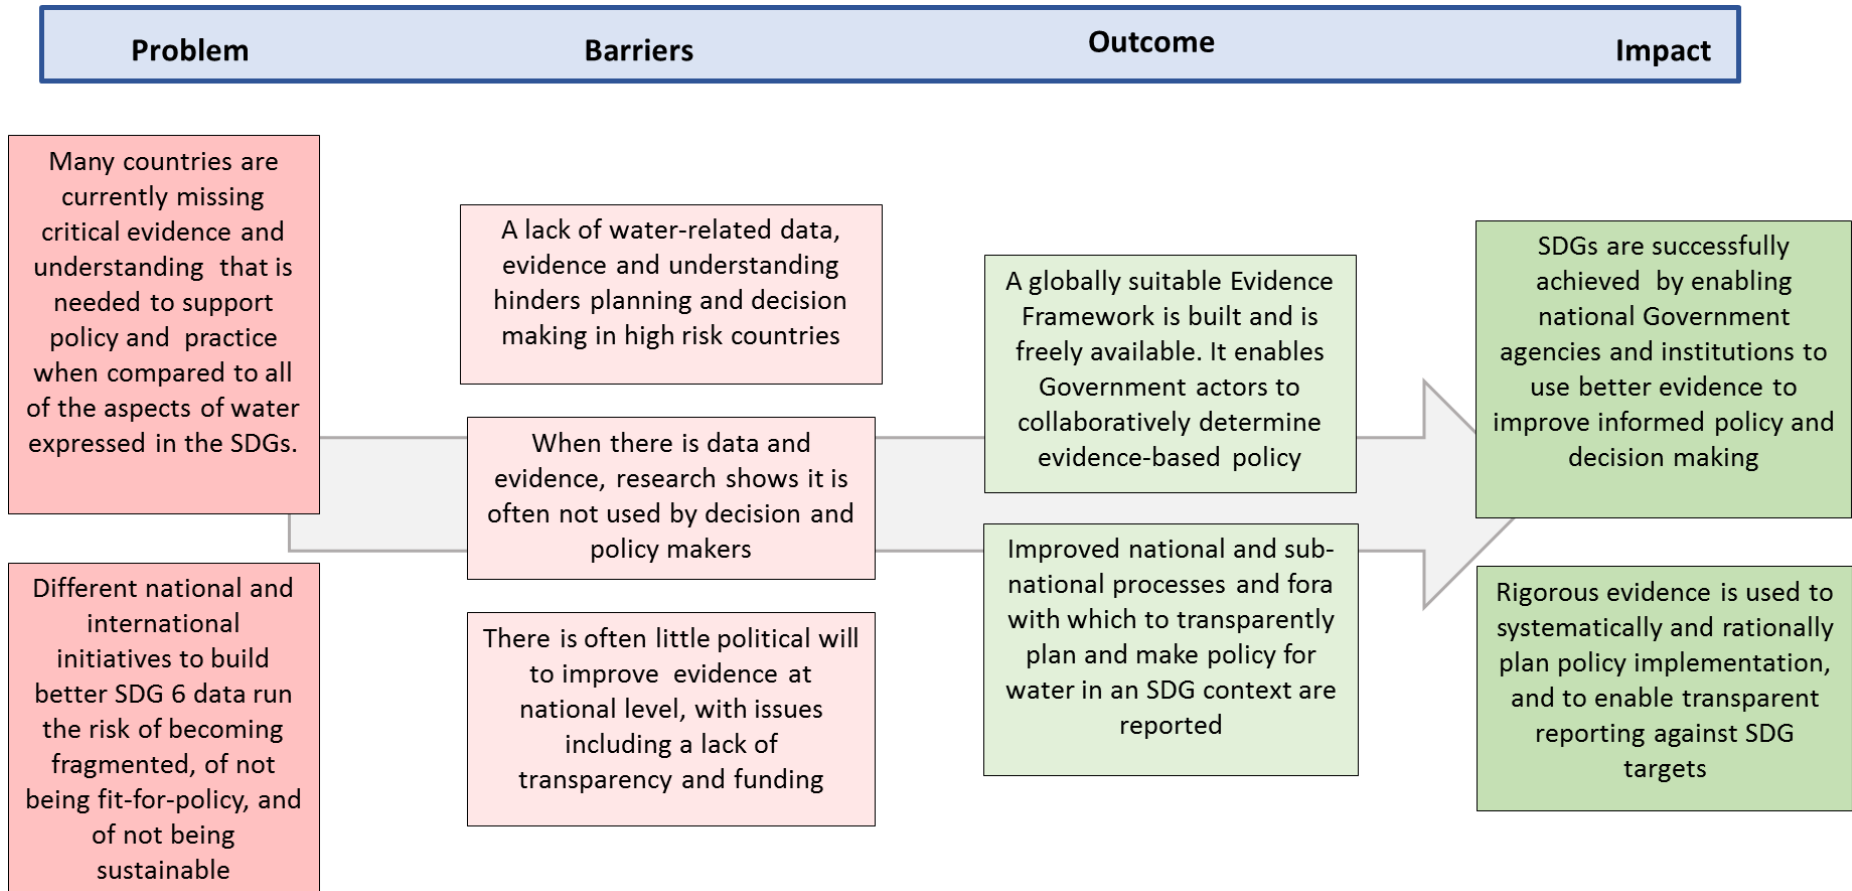 Problem
Barriers
Outcome
Impact
Many countries are
currently missing
critical evidence and
understanding that is
needed to support
policy and practice
when compared to all
of the aspects of water
expressed in the SDGs.
Different national and
international
initiatives to build
better SDG 6 data run
the risk of becoming
fragmented, of not
being fit-for-policy, and
of not being
sustainable
A lack of water-related data,
evidence and understanding
hinders planning and decision
making in high risk countries
When there is data and
evidence, research shows it is
often not used by decision and
policy makers
There is often little political will
to improve evidence at
national level, with issues
including a lack of
transparency and funding
A globally suitable Evidence
Framework is built and is
freely available. It enables
Government actors to
collaboratively determine
evidence-based policy
Improved national and sub-
national processes and fora
with which to transparently
plan and make policy for
water in an SDG context are
reported
SDGs are successfully
achieved by enabling
national Government
agencies and institutions to
use better evidence to
improve informed policy and
decision making
Rigorous evidence is used to
systematically and rationally
plan policy implementation,
and to enable transparent
reporting against SDG
targets